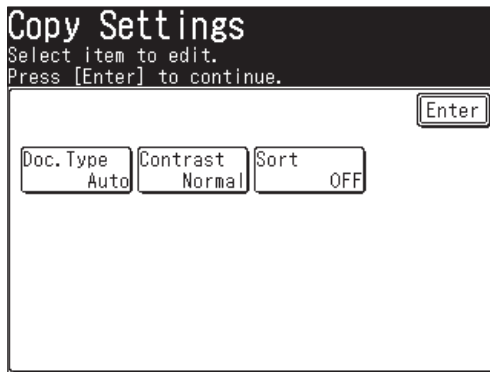 Copy Settings
Select item to edit.
Press [Enter] to continue.
Enter
Doc.Type Contrast Sort
Auto Normal OFF